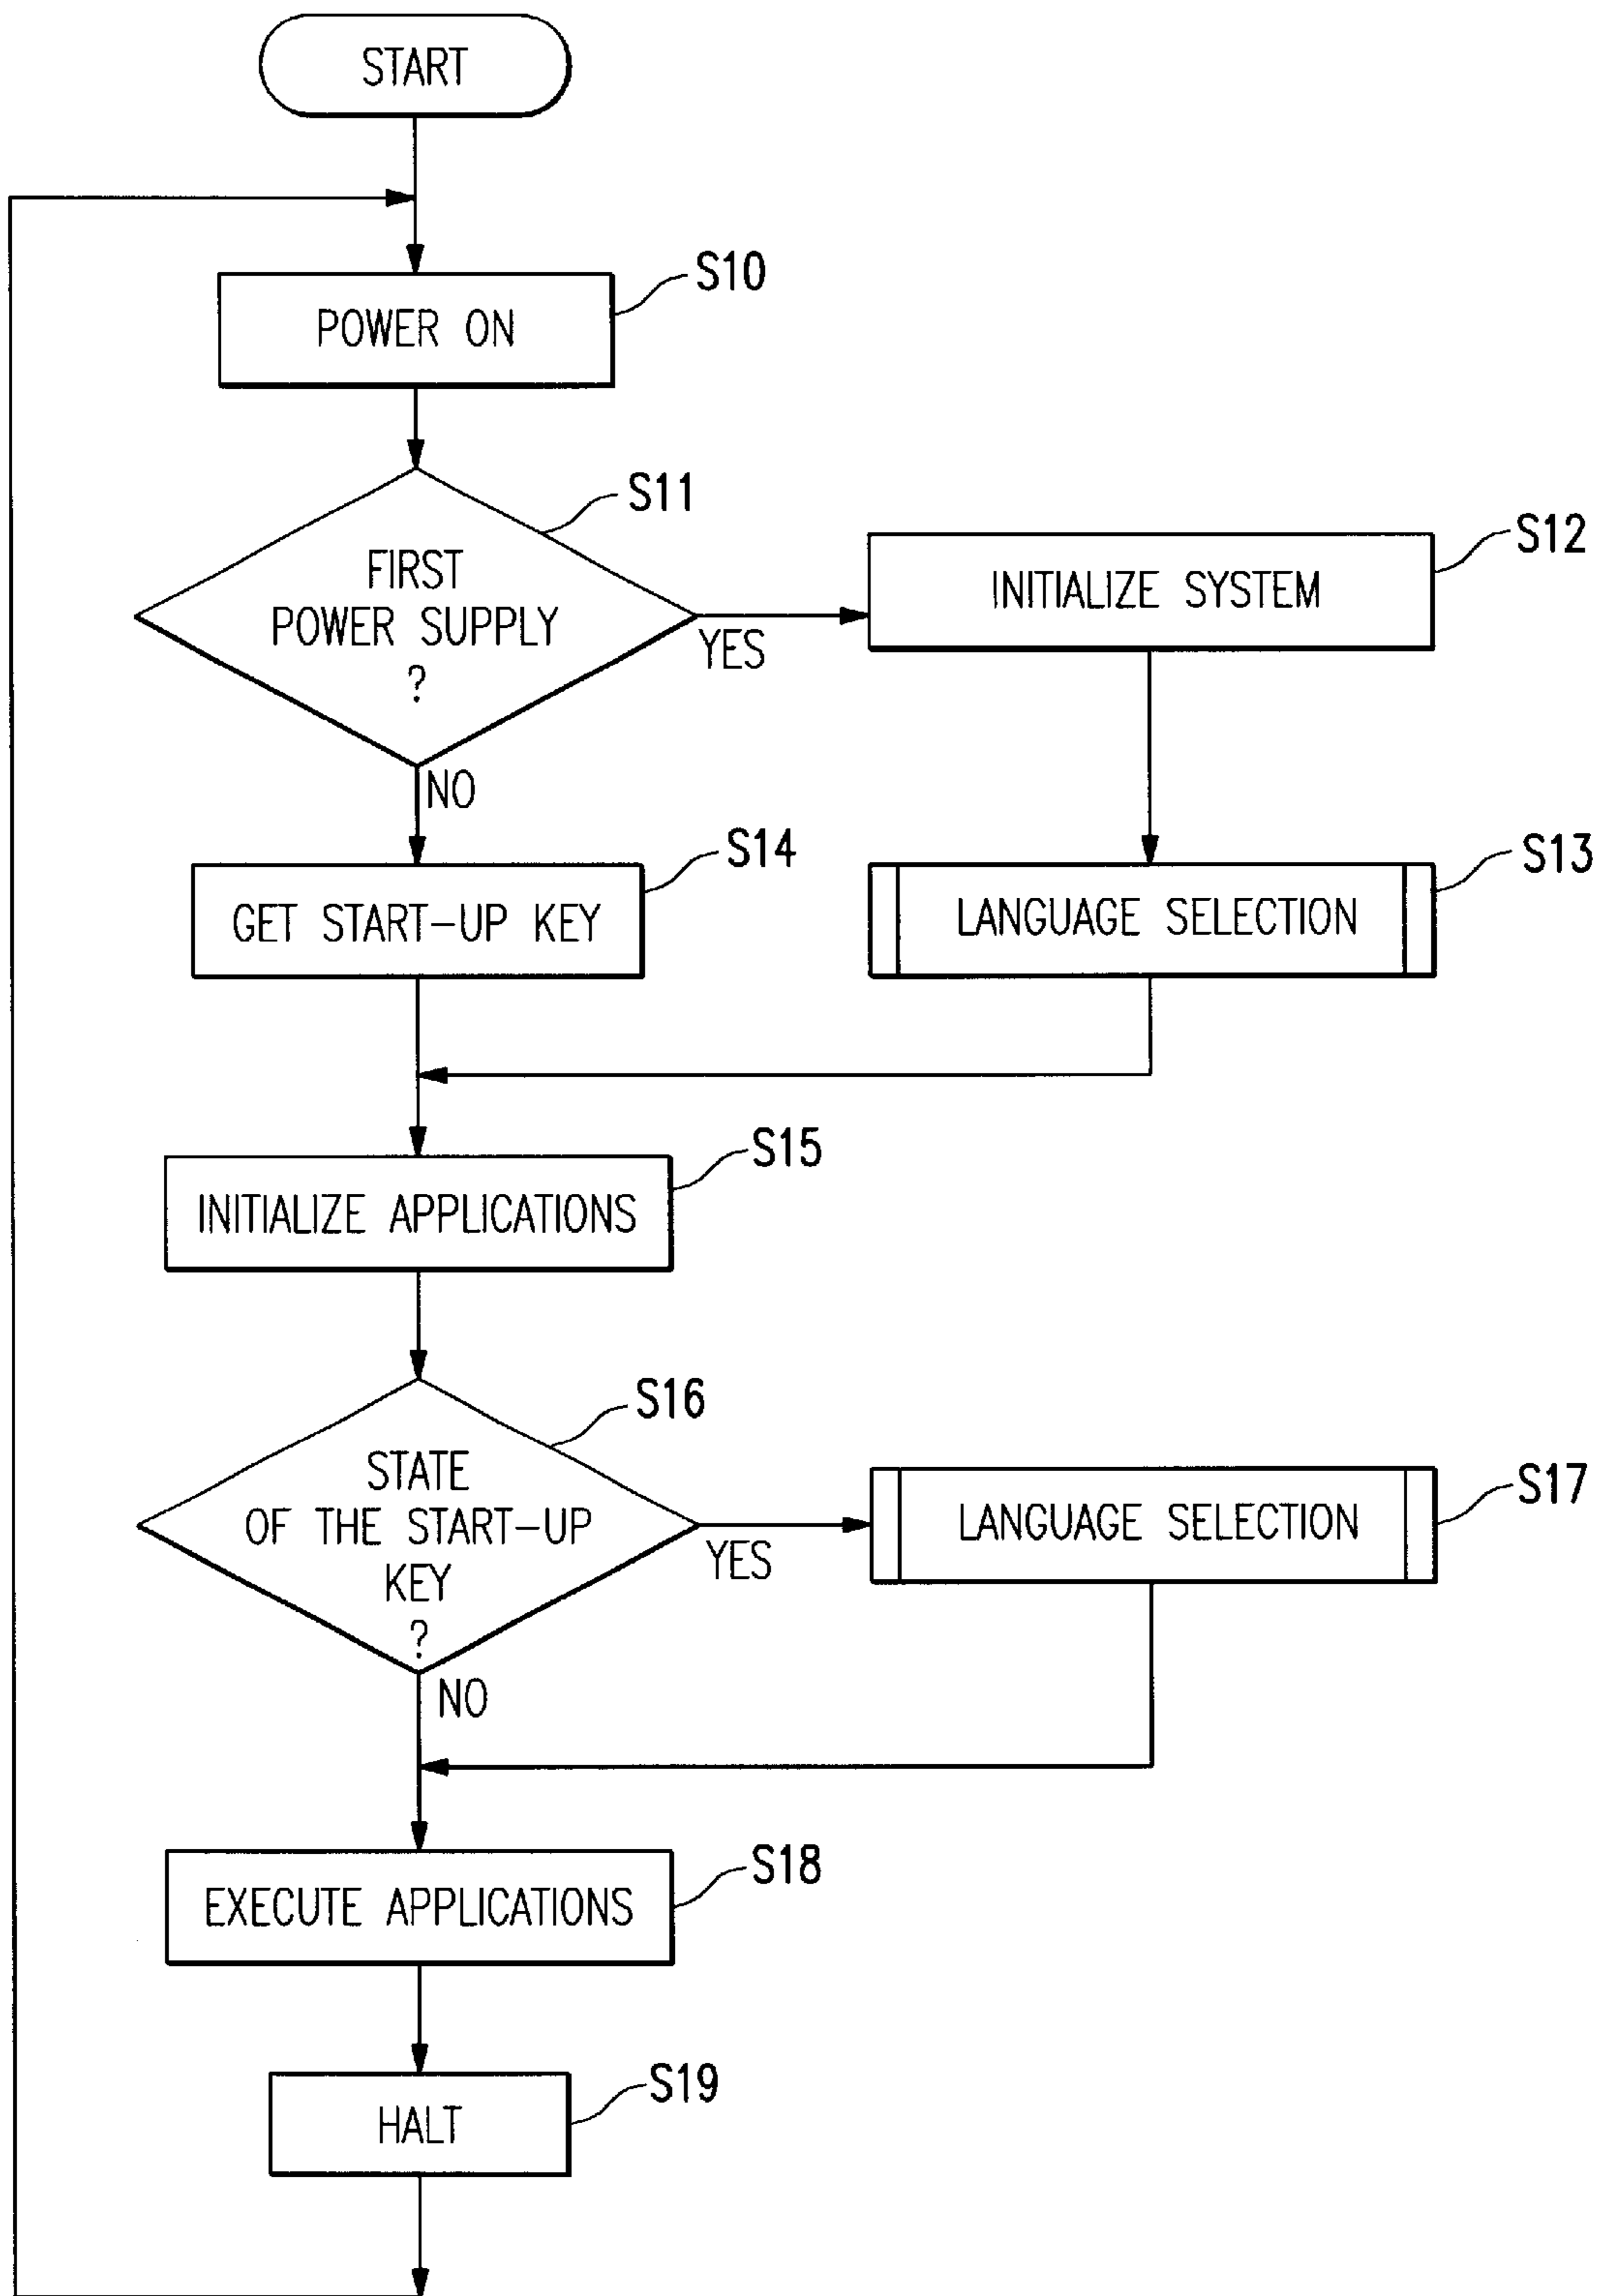 START
S10
POWER ON
S11
FIRST
POWER SUPPLY
?
YES
NO
S12
INITIALIZE SYSTEM
S14
GET START-UP KEY
S13
LANGUAGE SELECTION
S15
INITIALIZE APPLICATIONS
S16
STATE
OF THE START-UP
KEY
?
YES
NO
S17
LANGUAGE SELECTION
S18
EXECUTE APPLICATIONS
S19
HALT